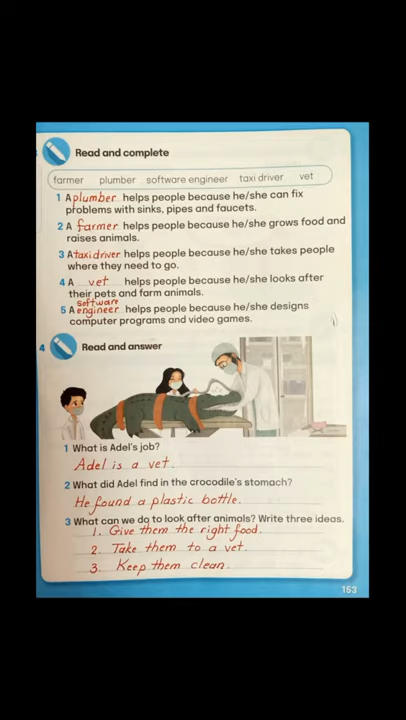 Read and complete
farmer plumber software engineer taxi driver vet
1 A plumber helps people because he/she can fix
problems with sinks, pipes and faucets.
2 A farmer helps people because he/she grows food and
raises animals.
3 A taxi driver helps people because he/she takes people
where they need to go.
4 A vet helps people because he/she looks after
their pets and farm animals.
software
5 A engineer helps people because he/she designs
computer programs and video games.
4 Read and answer
1 What is Adel's job?
Adel is a vet.
2 What did Adel find in the crocodile's stomach?
He found a plastic bottle.
3 What can we do to look after animals? Write three ideas.
1. Give them the right food.
2. Take them to a vet.
3. Keep them clean.
153